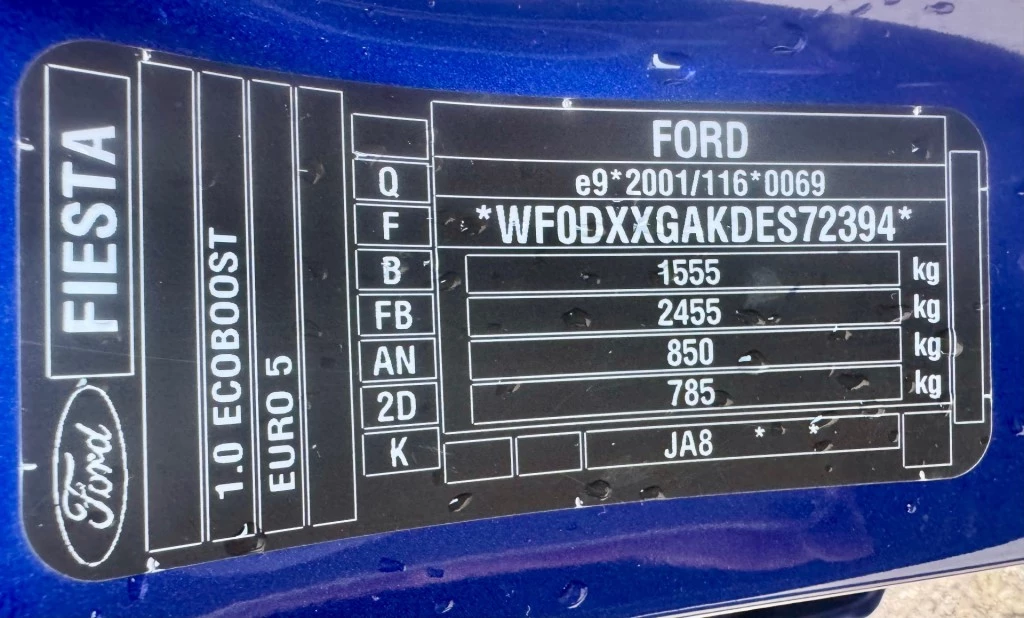 FIESTA
Ford
1.0 ECOBOOST
EURO 5
FORD
Q e9*2001/116*0069
F *WF0DXXGAKDES72394*
B 1555 kg
FB 2455 kg
AN 850 kg
2D 785 kg
K JA8 * *